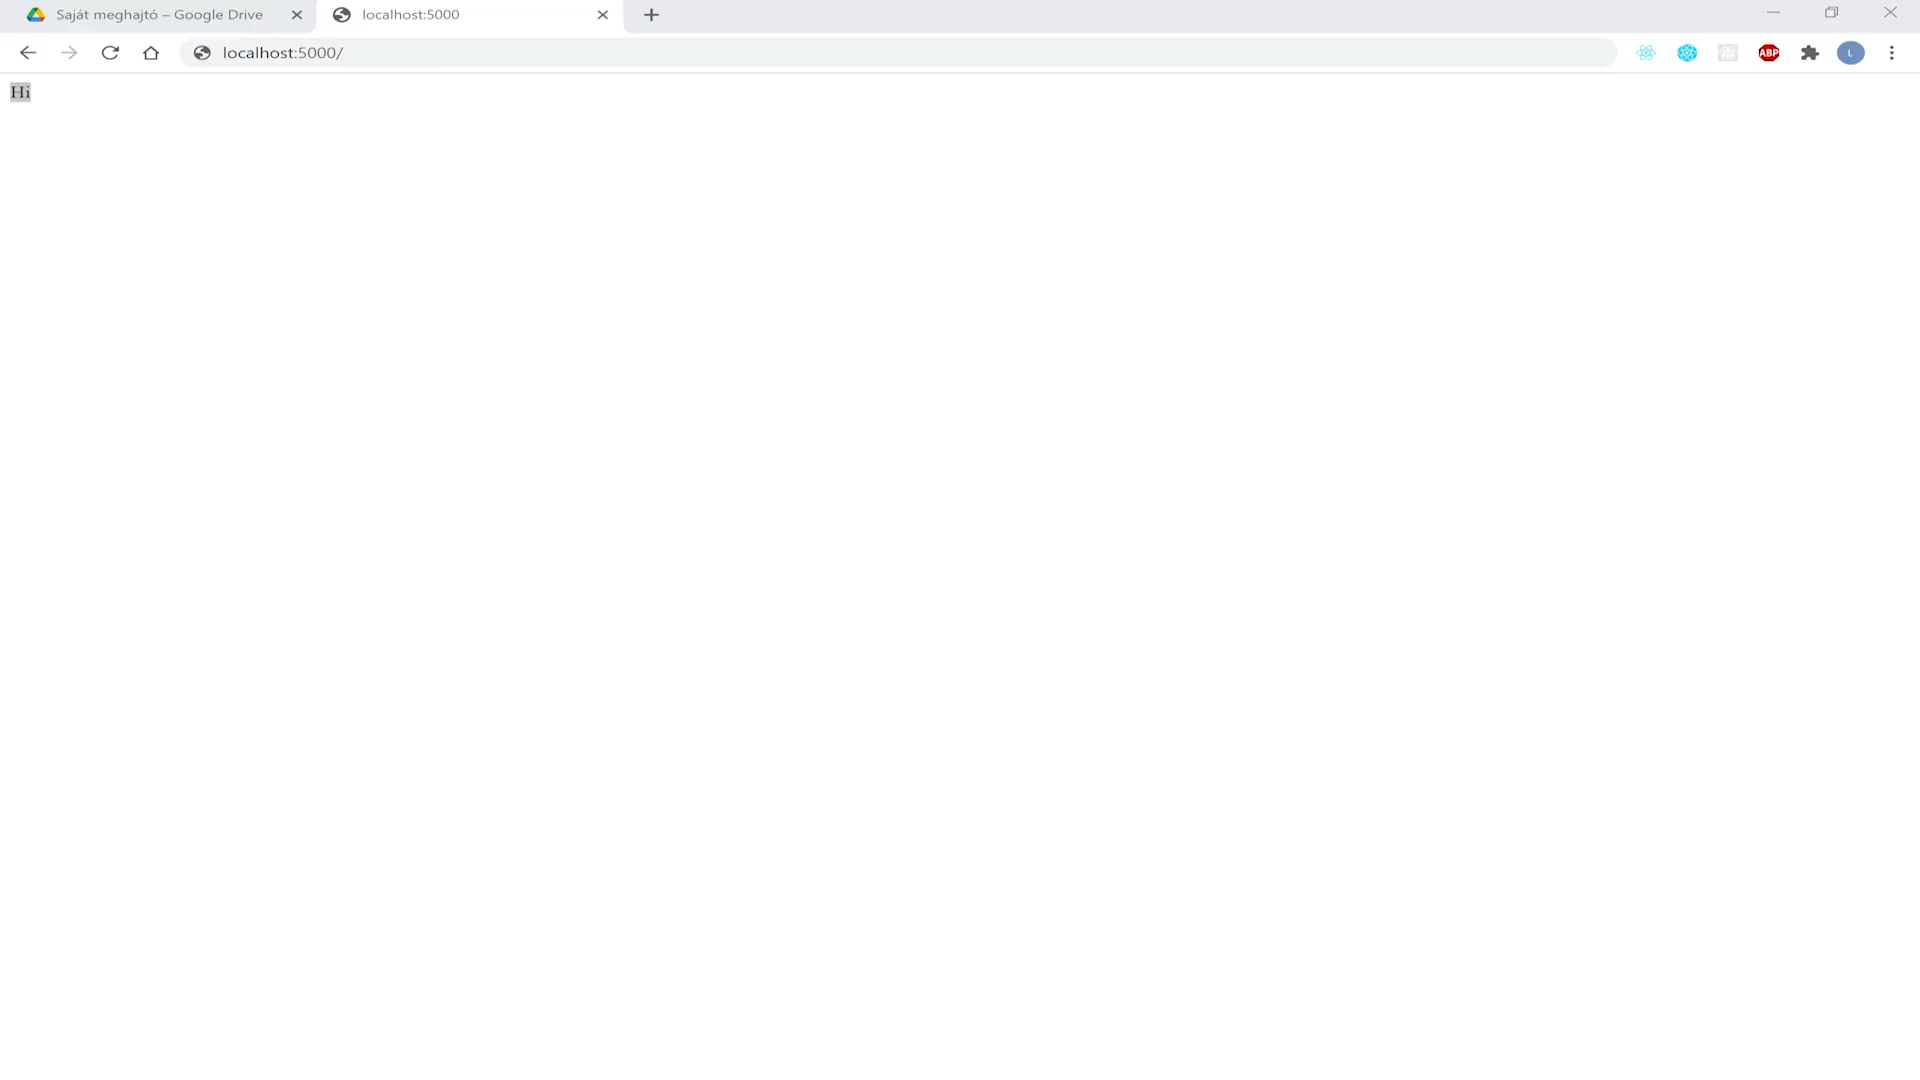 Saját meghajtó – Google Drive
localhost:5000
localhost:5000/
ABP
L
Hi